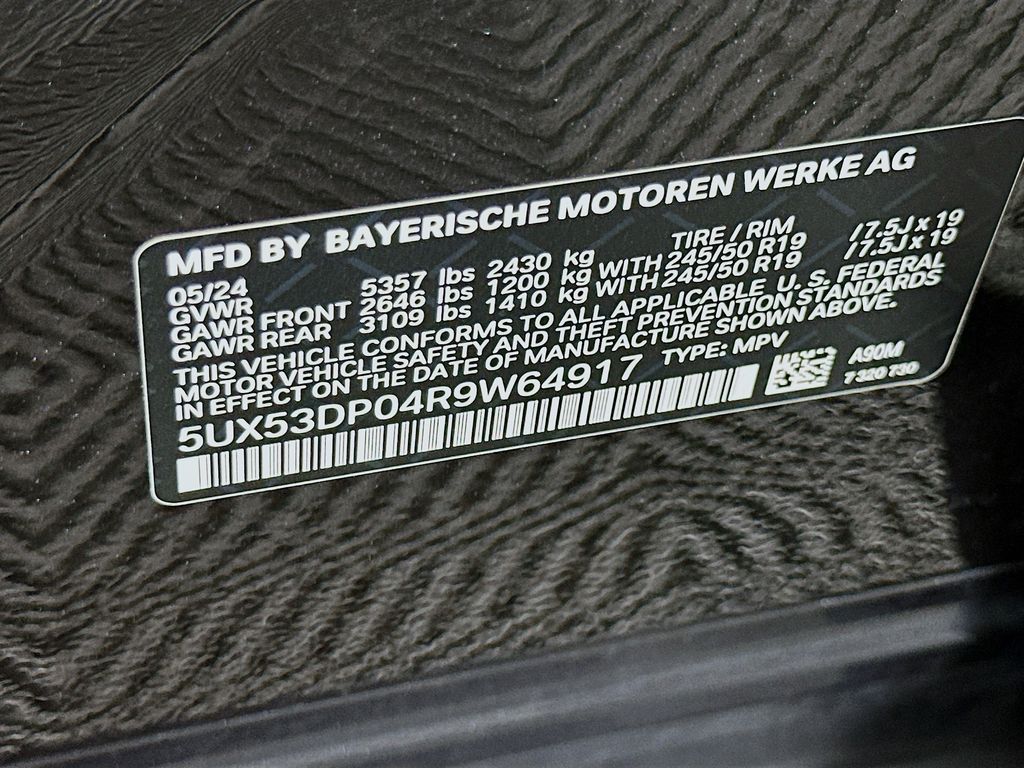 MFD BY BAYERISCHE MOTOREN WERKE AG
05/24 TIRE / RIM
GVWR 5357 lbs 2430 kg
GAWR FRONT 2646 lbs 1200 kg WITH 245/50 R19 / 7.5J x 19
GAWR REAR 3109 lbs 1410 kg WITH 245/50 R19 / 7.5J x 19
THIS VEHICLE CONFORMS TO ALL APPLICABLE U. S. FEDERAL
MOTOR VEHICLE SAFETY AND THEFT PREVENTION STANDARDS
IN EFFECT ON THE DATE OF MANUFACTURE SHOWN ABOVE.
5UX53DP04R9W64917 TYPE: MPV
A90M
7 320 730